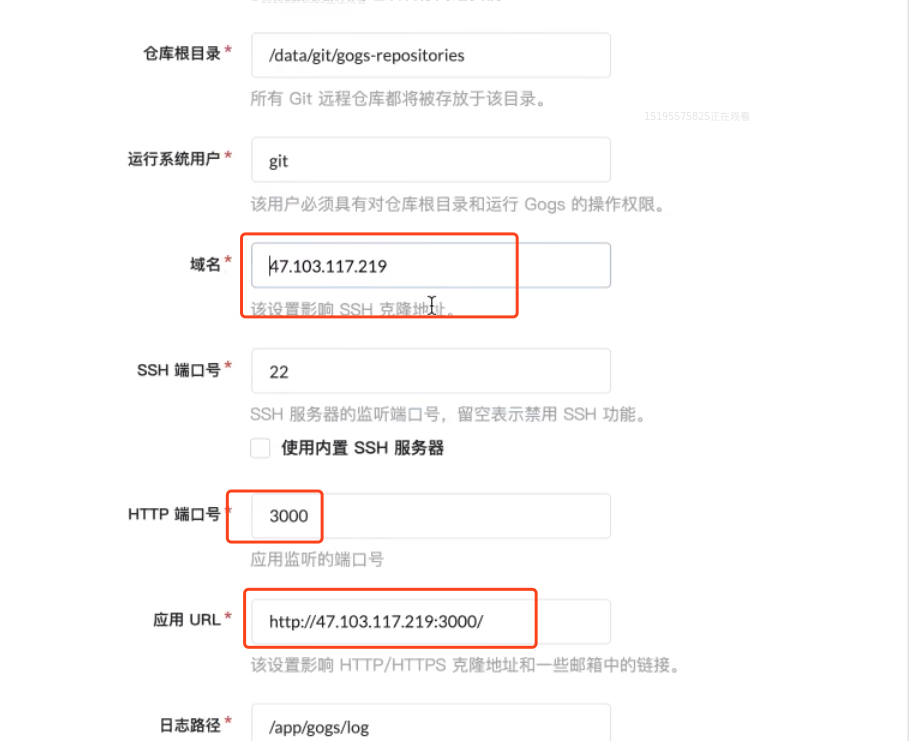 仓库根目录*
/data/git/gogs-repositories
所有 Git 远程仓库都将被存放于该目录。
15195575825正在观看
运行系统用户*
git
该用户必须具有对仓库根目录和运行 Gogs 的操作权限。
域名*
47.103.117.219
该设置影响 SSH 克隆地址。
SSH 端口号*
22
SSH 服务器的监听端口号，留空表示禁用 SSH 功能。
使用内置 SSH 服务器
HTTP 端口号*
3000
应用监听的端口号
应用 URL*
http://47.103.117.219:3000/
该设置影响 HTTP/HTTPS 克隆地址和一些邮箱中的链接。
日志路径*
/app/gogs/log